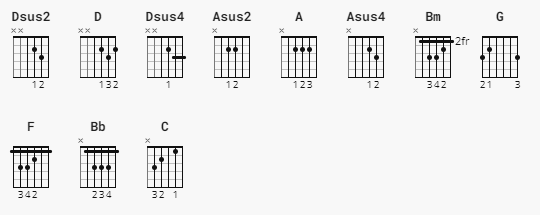 Dsus2 D Dsus4 Asus2 A Asus4 Bm G
×× ×× ×× × × × ×
2fr
12 132 1 12 123 12 342 21 3
F Bb C
× ×
342 234 32 1